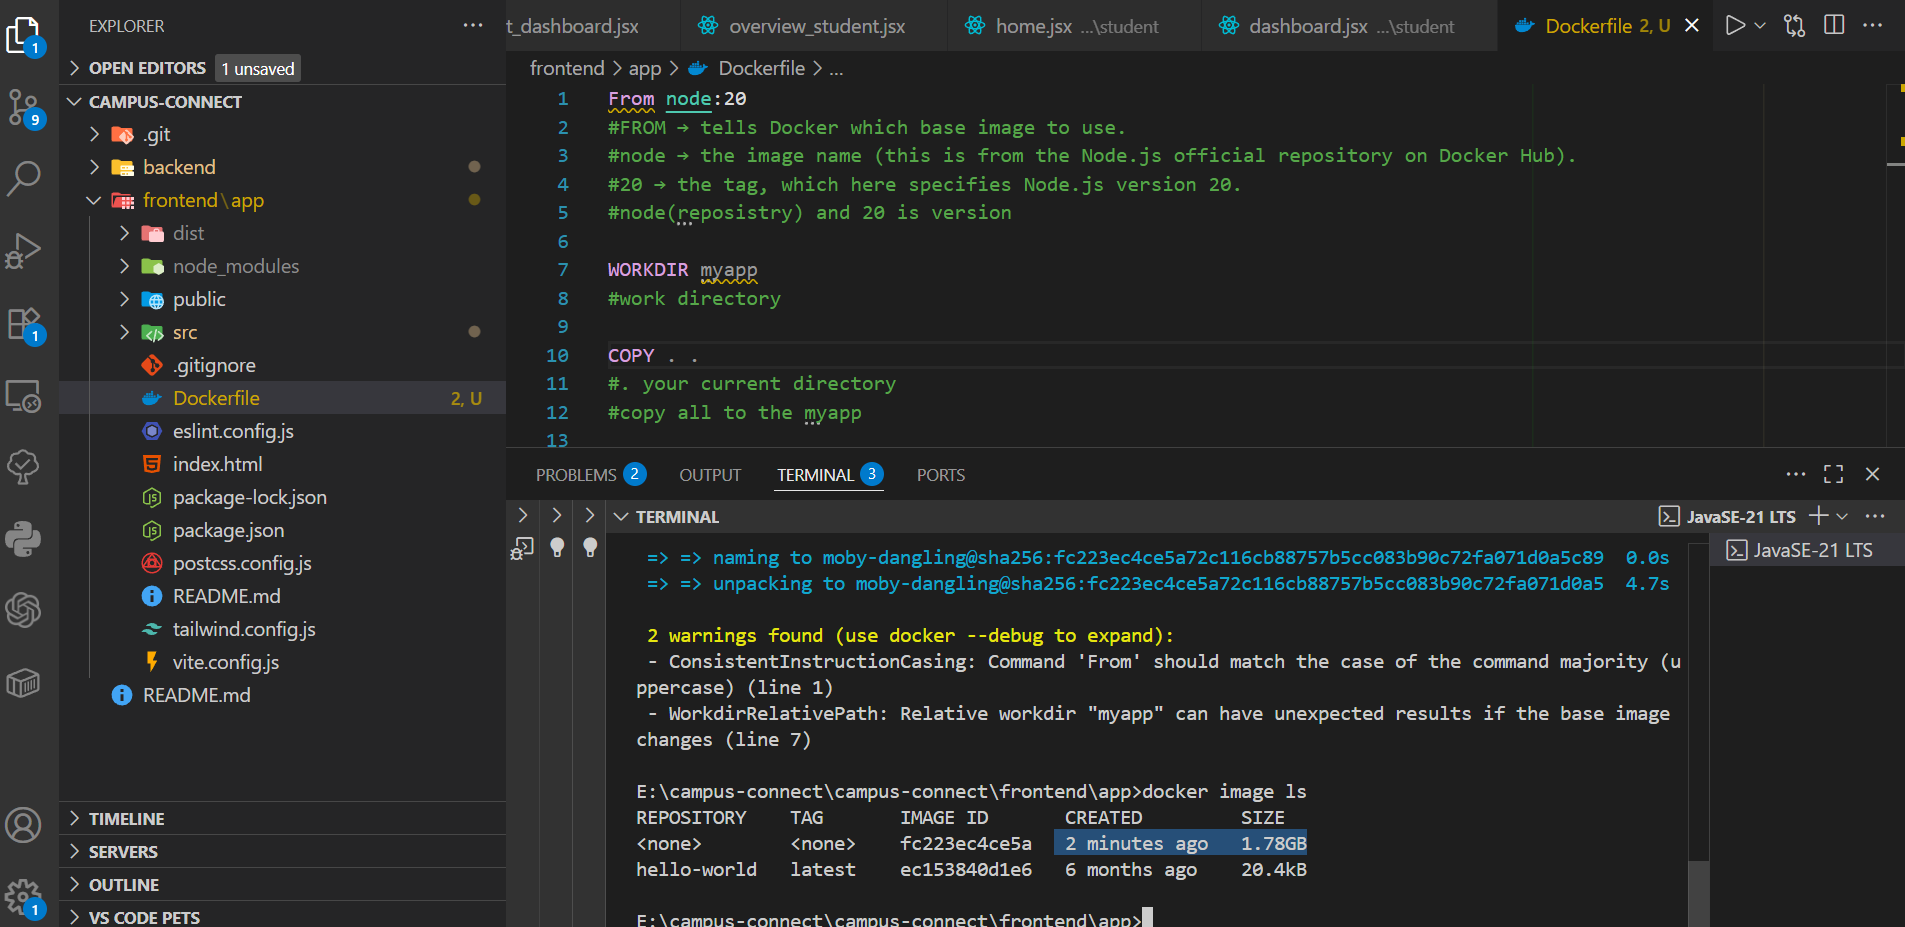 EXPLORER
OPEN EDITORS 1 unsaved
CAMPUS-CONNECT
.git
backend
frontend\app
dist
node_modules
public
src
.gitignore
Dockerfile 2, U
eslint.config.js
index.html
package-lock.json
package.json
postcss.config.js
README.md
tailwind.config.js
vite.config.js
README.md
TIMELINE
SERVERS
OUTLINE
VS CODE PETS
1
9
1
1
t_dashboard.jsx overview_student.jsx home.jsx ...\student dashboard.jsx ...\student Dockerfile 2, U
frontend > app > Dockerfile > ...
1 From node:20
2 #FROM → tells Docker which base image to use.
3 #node → the image name (this is from the Node.js official repository on Docker Hub).
4 #20 → the tag, which here specifies Node.js version 20.
5 #node(reposistry) and 20 is version
6
7 WORKDIR myapp
8 #work directory
9
10 COPY . .
11 #. your current directory
12 #copy all to the myapp
13
PROBLEMS 2 OUTPUT TERMINAL 3 PORTS
TERMINAL JavaSE-21 LTS
JavaSE-21 LTS
=> => naming to moby-dangling@sha256:fc223ec4ce5a72c116cb88757b5cc083b90c72fa071d0a5c89 0.0s
=> => unpacking to moby-dangling@sha256:fc223ec4ce5a72c116cb88757b5cc083b90c72fa071d0a5 4.7s
2 warnings found (use docker --debug to expand):
- ConsistentInstructionCasing: Command 'From' should match the case of the command majority (u
ppercase) (line 1)
- WorkdirRelativePath: Relative workdir "myapp" can have unexpected results if the base image
changes (line 7)
E:\campus-connect\campus-connect\frontend\app>docker image ls
REPOSITORY TAG IMAGE ID CREATED SIZE
<none> <none> fc223ec4ce5a 2 minutes ago 1.78GB
hello-world latest ec153840d1e6 6 months ago 20.4kB
E:\campus-connect\campus-connect\frontend\app>